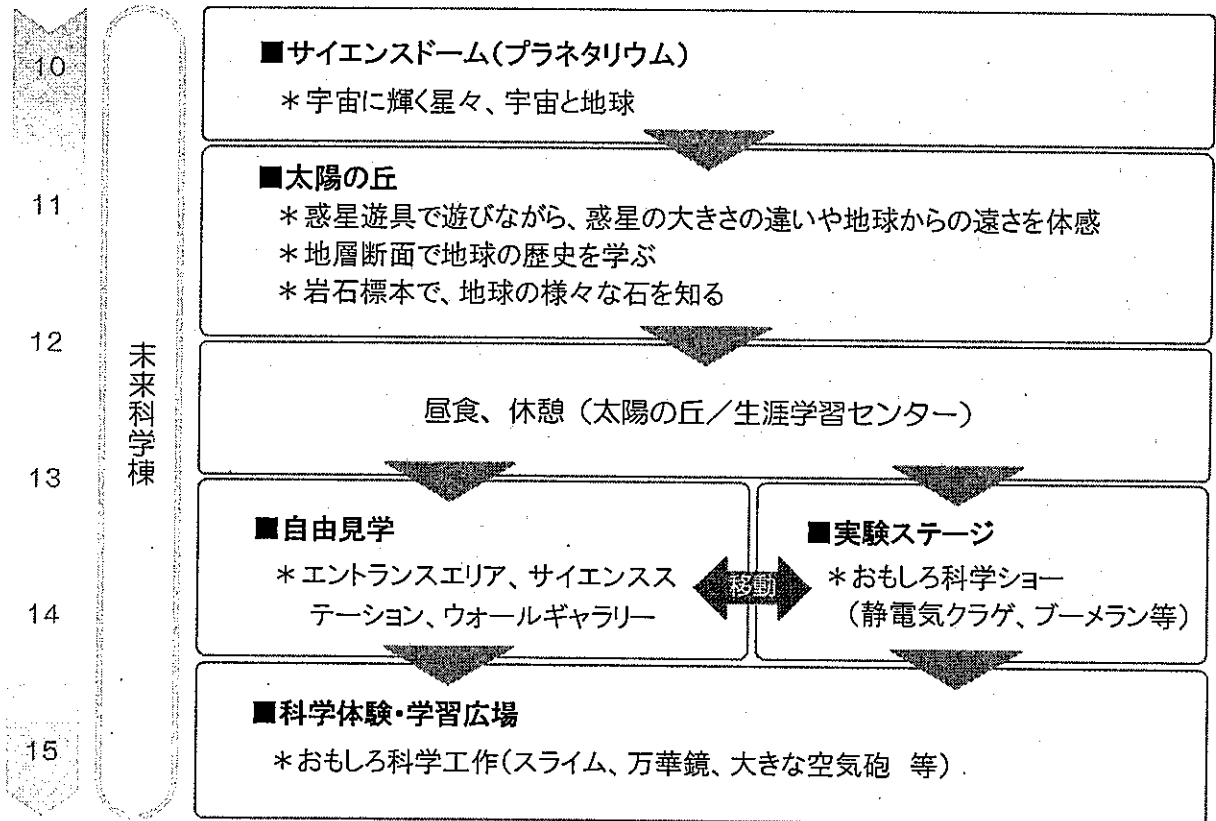 10
11
12
13
14
15
未来科学棟
■サイエンスドーム(プラネタリウム)
＊宇宙に輝く星々、宇宙と地球
■太陽の丘
＊惑星遊具で遊びながら、惑星の大きさの違いや地球からの遠さを体感
＊地層断面で地球の歴史を学ぶ
＊岩石標本で、地球の様々な石を知る
昼食、休憩（太陽の丘／生涯学習センター）
■自由見学
＊エントランスエリア、サイエンスス
テーション、ウォールギャラリー
移動
■実験ステージ
＊おもしろ科学ショー
（静電気クラゲ、ブーメラン等）
■科学体験・学習広場
＊おもしろ科学工作(スライム、万華鏡、大きな空気砲 等)